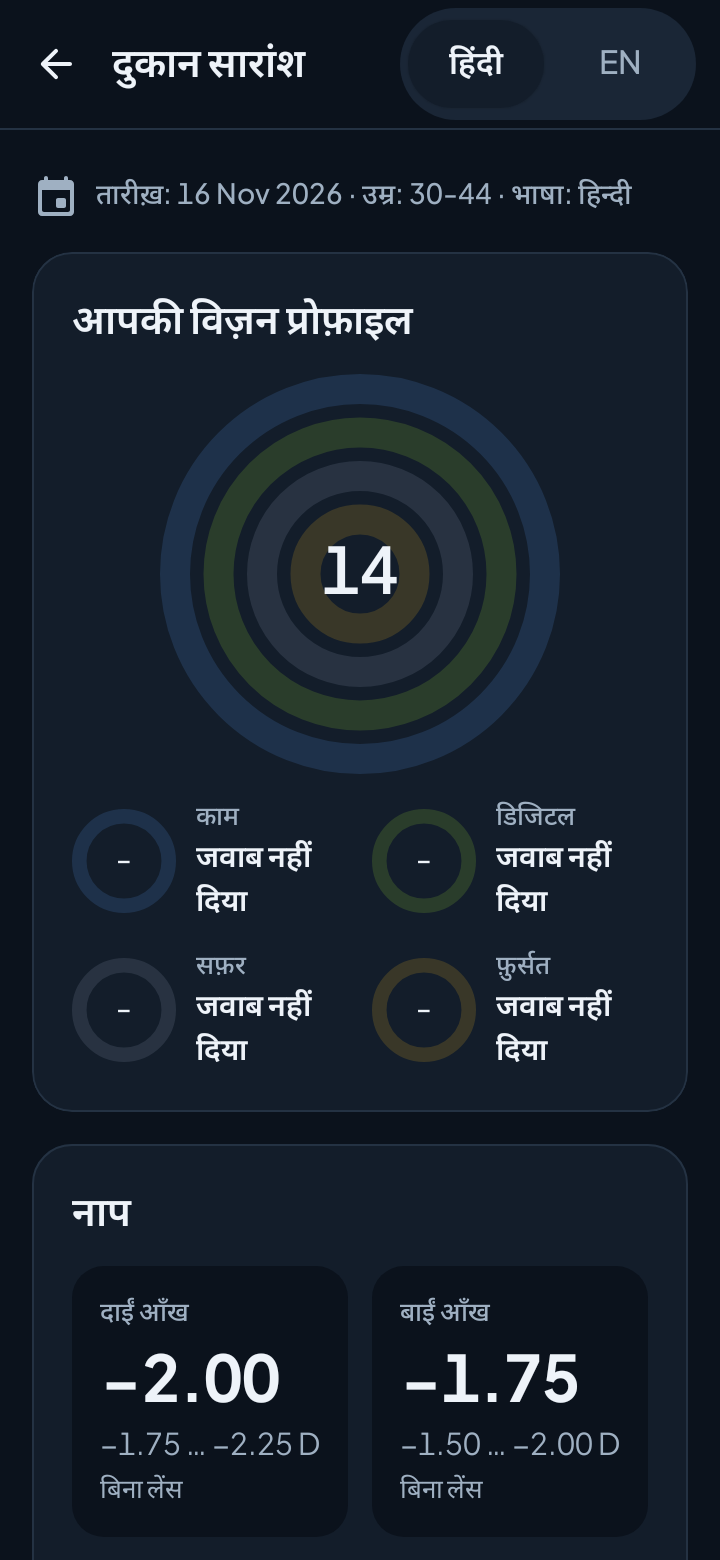 दुकान सारांश
हिंदी
EN
तारीख़: 16 Nov 2026 · उम्र: 30–44 · भाषा: हिन्दी
आपकी विज़न प्रोफ़ाइल
14
–
काम
जवाब नहीं
दिया
–
डिजिटल
जवाब नहीं
दिया
–
सफ़र
जवाब नहीं
दिया
–
फ़ुर्सत
जवाब नहीं
दिया
नाप
दाईं आँख
−2.00
−1.75 … −2.25 D
बिना लेंस
बाईं आँख
−1.75
−1.50 … −2.00 D
बिना लेंस